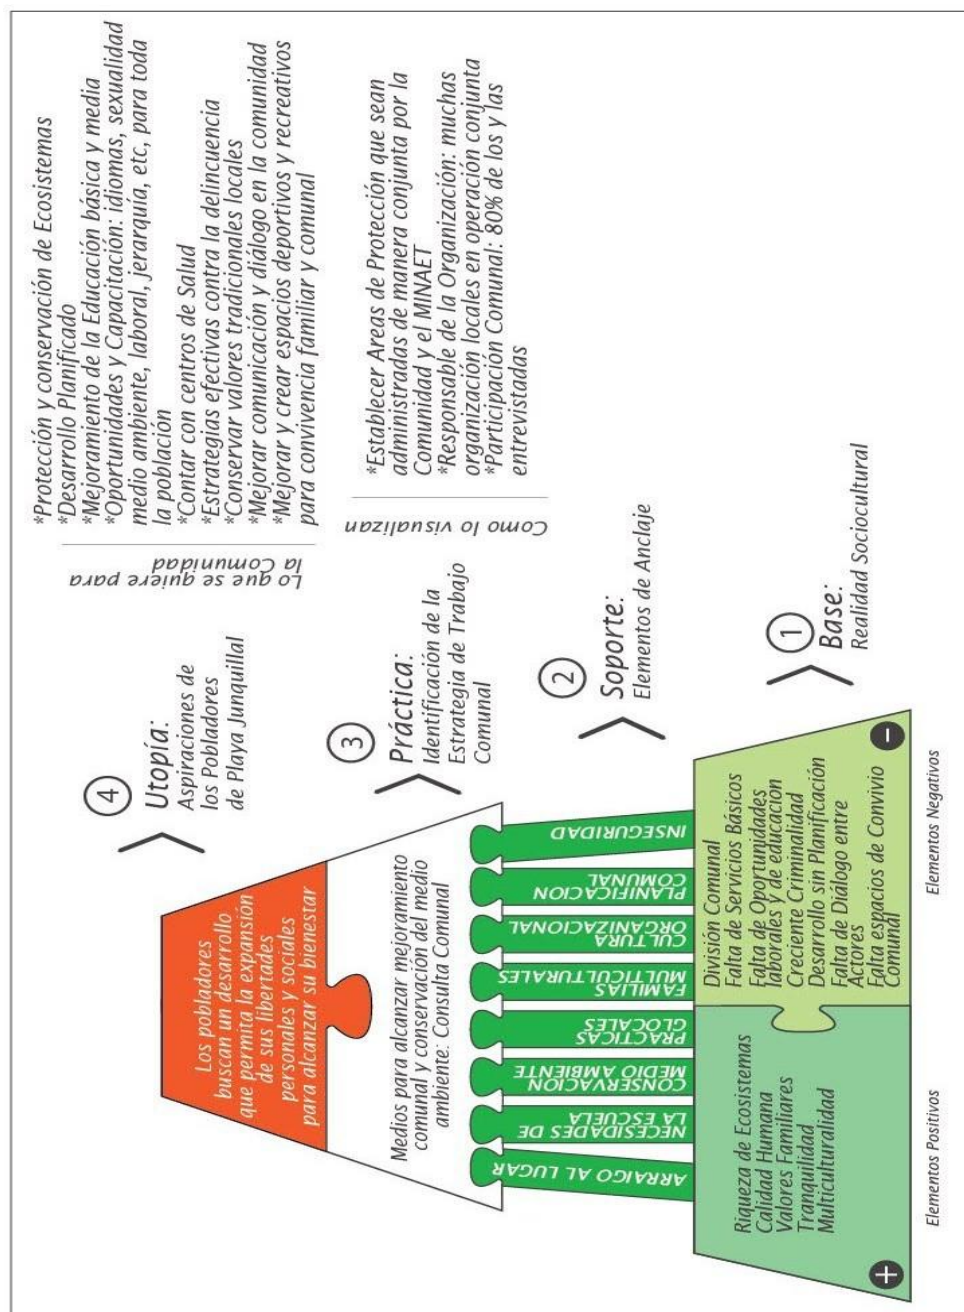 Los pobladores
buscan un desarrollo
que permita la expansión
de sus libertades
personales y sociales
para alcanzar su bienestar
4
Utopía:
Aspiraciones de
los Pobladores
de Playa Junquillal
Lo que se quiere para
la Comunidad
*Protección y conservación de Ecosistemas
*Desarrollo Planificado
*Mejoramiento de la Educación básica y media
*Oportunidades y Capacitación: idiomas, sexualidad
medio ambiente, laboral, jerarquía, etc, para toda
la población
*Contar con centros de Salud
*Estrategias efectivas contra la delincuencia
*Conservar valores tradicionales locales
*Mejorar comunicación y diálogo en la comunidad
*Mejorar y crear espacios deportivos y recreativos
para convivencia familiar y comunal
Medios para alcanzar mejoramiento
comunal y conservación del medio
ambiente: Consulta Comunal
3
Práctica:
Identificación de la
Estrategia de Trabajo
Comunal
Como lo visualizan
*Establecer Areas de Protección que sean
administradas de manera conjunta por la
Comunidad y el MINAET
*Responsable de la Organización: muchas
organización locales en operación conjunta
*Participación Comunal: 80% de los y las
entrevistadas
ARRAIGO AL LUGAR
NECESIDADES DE
LA ESCUELA
CONSERVACION
MEDIO AMBIENTE
PRACTICAS
GLOCALES
FAMILIAS
MULTICULTURALES
CULTURA
ORGANIZACIONAL
PLANIFICACION
COMUNAL
INSEGURIDAD
2
Soporte:
Elementos de Anclaje
Riqueza de Ecosistemas
Calidad Humana
Valores Familiares
Tranquilidad
Multiculturalidad
+
Elementos Positivos
División Comunal
Falta de Servicios Básicos
Falta de Oportunidades
laborales y de educacion
Creciente Criminalidad
Desarrollo sin Planificación
Falta de Diálogo entre
Actores
Falta espacios de Convivio
Comunal
-
Elementos Negativos
1
Base:
Realidad Sociocultural